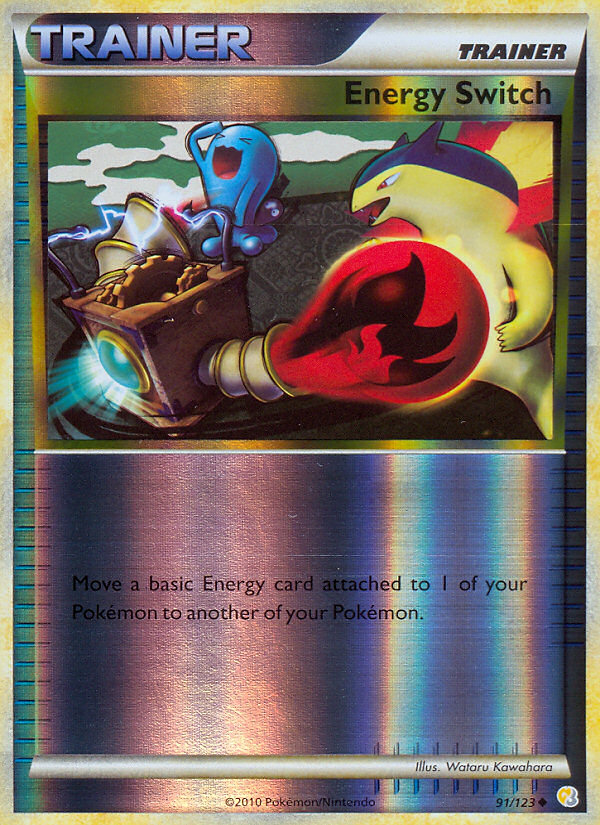 TRAINER
TRAINER
Energy Switch
Move a basic Energy card attached to 1 of your
Pokémon to another of your Pokémon.
Illus. Wataru Kawahara
©2010 Pokémon/Nintendo
91/123